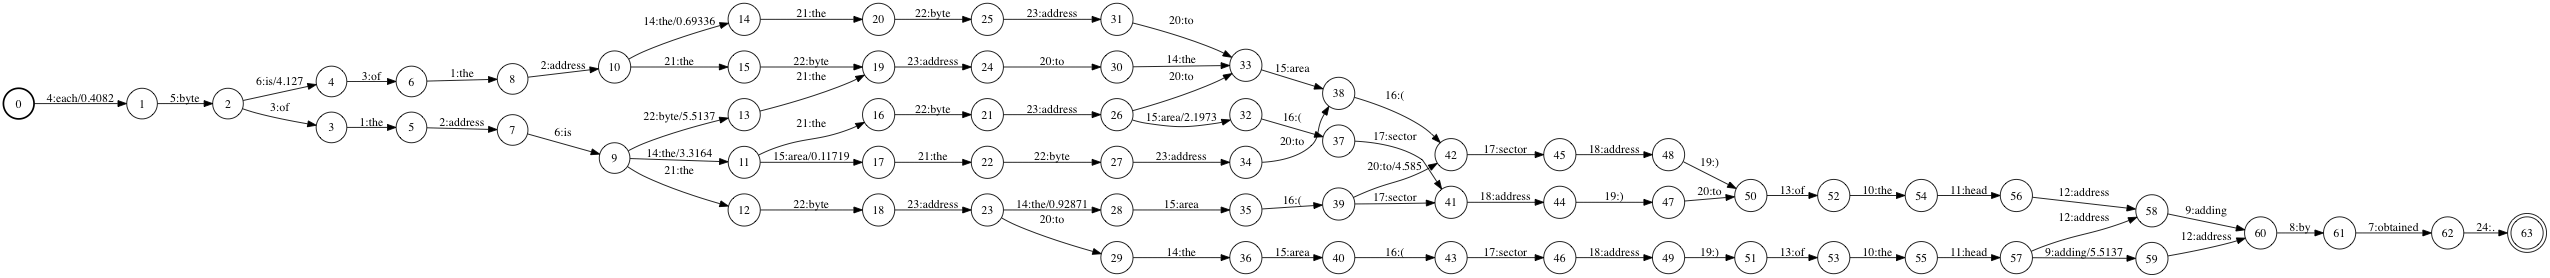 14:the/0.69336 14 21:the 20 22:byte 25 23:address 31 20:to
6:is/4.127 4 3:of 6 1:the 8 2:address 10 21:the 15 22:byte 19 23:address 24 20:to 30 14:the 33 15:area 38 16:(
21:the 20:to
0 4:each/0.4082 1 5:byte 2 3:of 3 1:the 5 2:address 7 6:is 9
22:byte/5.5137 13 21:the 16 22:byte 21 23:address 26 15:area/2.1973 32 16:( 37 17:sector
14:the/3.3164 11 15:area/0.11719 17 21:the 22 22:byte 27 23:address 34 20:to 20:to/4.585 42 17:sector 45 18:address 48 19:)
21:the 12 22:byte 18 23:address 23 14:the/0.92871 28 15:area 35 16:( 39 17:sector 41 18:address 44 19:) 47 20:to 50 13:of 52 10:the 54 11:head 56 12:address 58 9:adding
20:to 29 14:the 36 15:area 40 16:( 43 17:sector 46 18:address 49 19:) 51 13:of 53 10:the 55 11:head 57 12:address
9:adding/5.5137 59 12:address 60 8:by 61 7:obtained 62 24:. 63